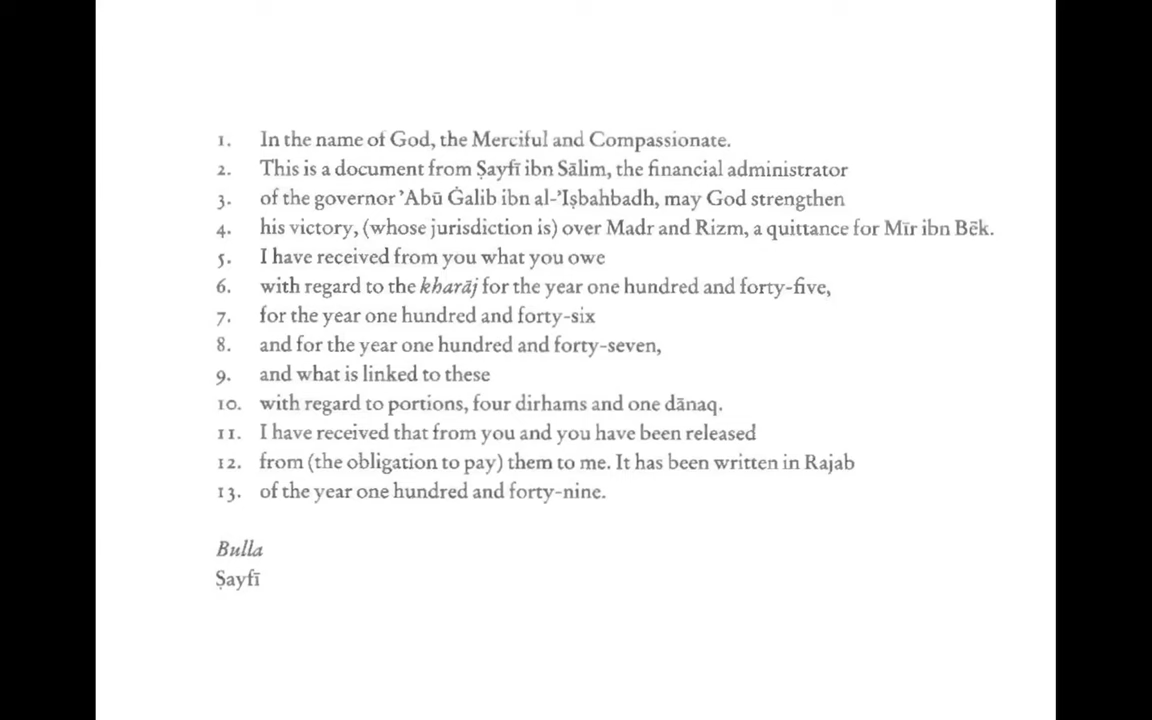 1. In the name of God, the Merciful and Compassionate.
2. This is a document from Ṣayfī ibn Sālim, the financial administrator
3. of the governor ʾAbū Ġalib ibn al-ʾIṣbahbadh, may God strengthen
4. his victory, (whose jurisdiction is) over Madr and Rizm, a quittance for Mīr ibn Bēk.
5. I have received from you what you owe
6. with regard to the kharāj for the year one hundred and forty-five,
7. for the year one hundred and forty-six
8. and for the year one hundred and forty-seven,
9. and what is linked to these
10. with regard to portions, four dirhams and one dānaq.
11. I have received that from you and you have been released
12. from (the obligation to pay) them to me. It has been written in Rajab
13. of the year one hundred and forty-nine.
Bulla
Ṣayfī